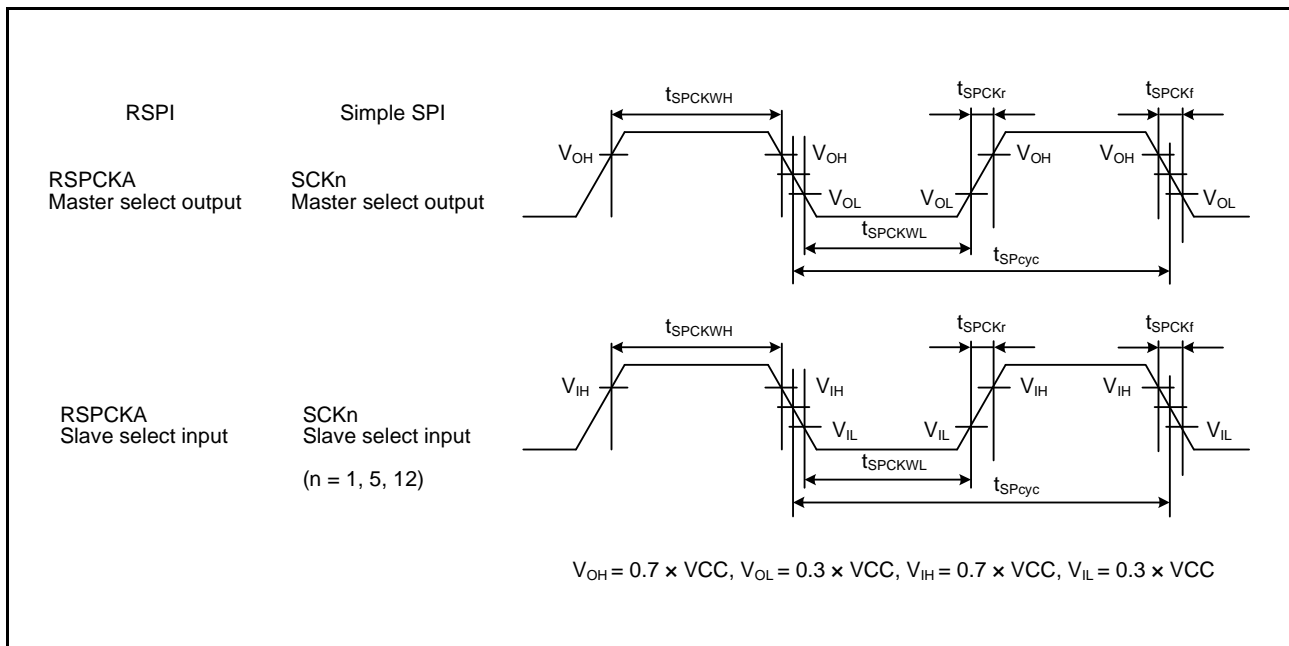 RSPI
Simple SPI
tSPCKWH
tSPCKr
tSPCKf
VOH
VOH
VOH
VOH
RSPCKA
Master select output
SCKn
Master select output
VOL
VOL
VOL
tSPCKWL
tSPcyc
tSPCKWH
tSPCKr
tSPCKf
VIH
VIH
VIH
VIH
RSPCKA
Slave select input
SCKn
Slave select input
VIL
VIL
VIL
(n = 1, 5, 12)
tSPCKWL
tSPcyc
VOH = 0.7 × VCC, VOL = 0.3 × VCC, VIH = 0.7 × VCC, VIL = 0.3 × VCC